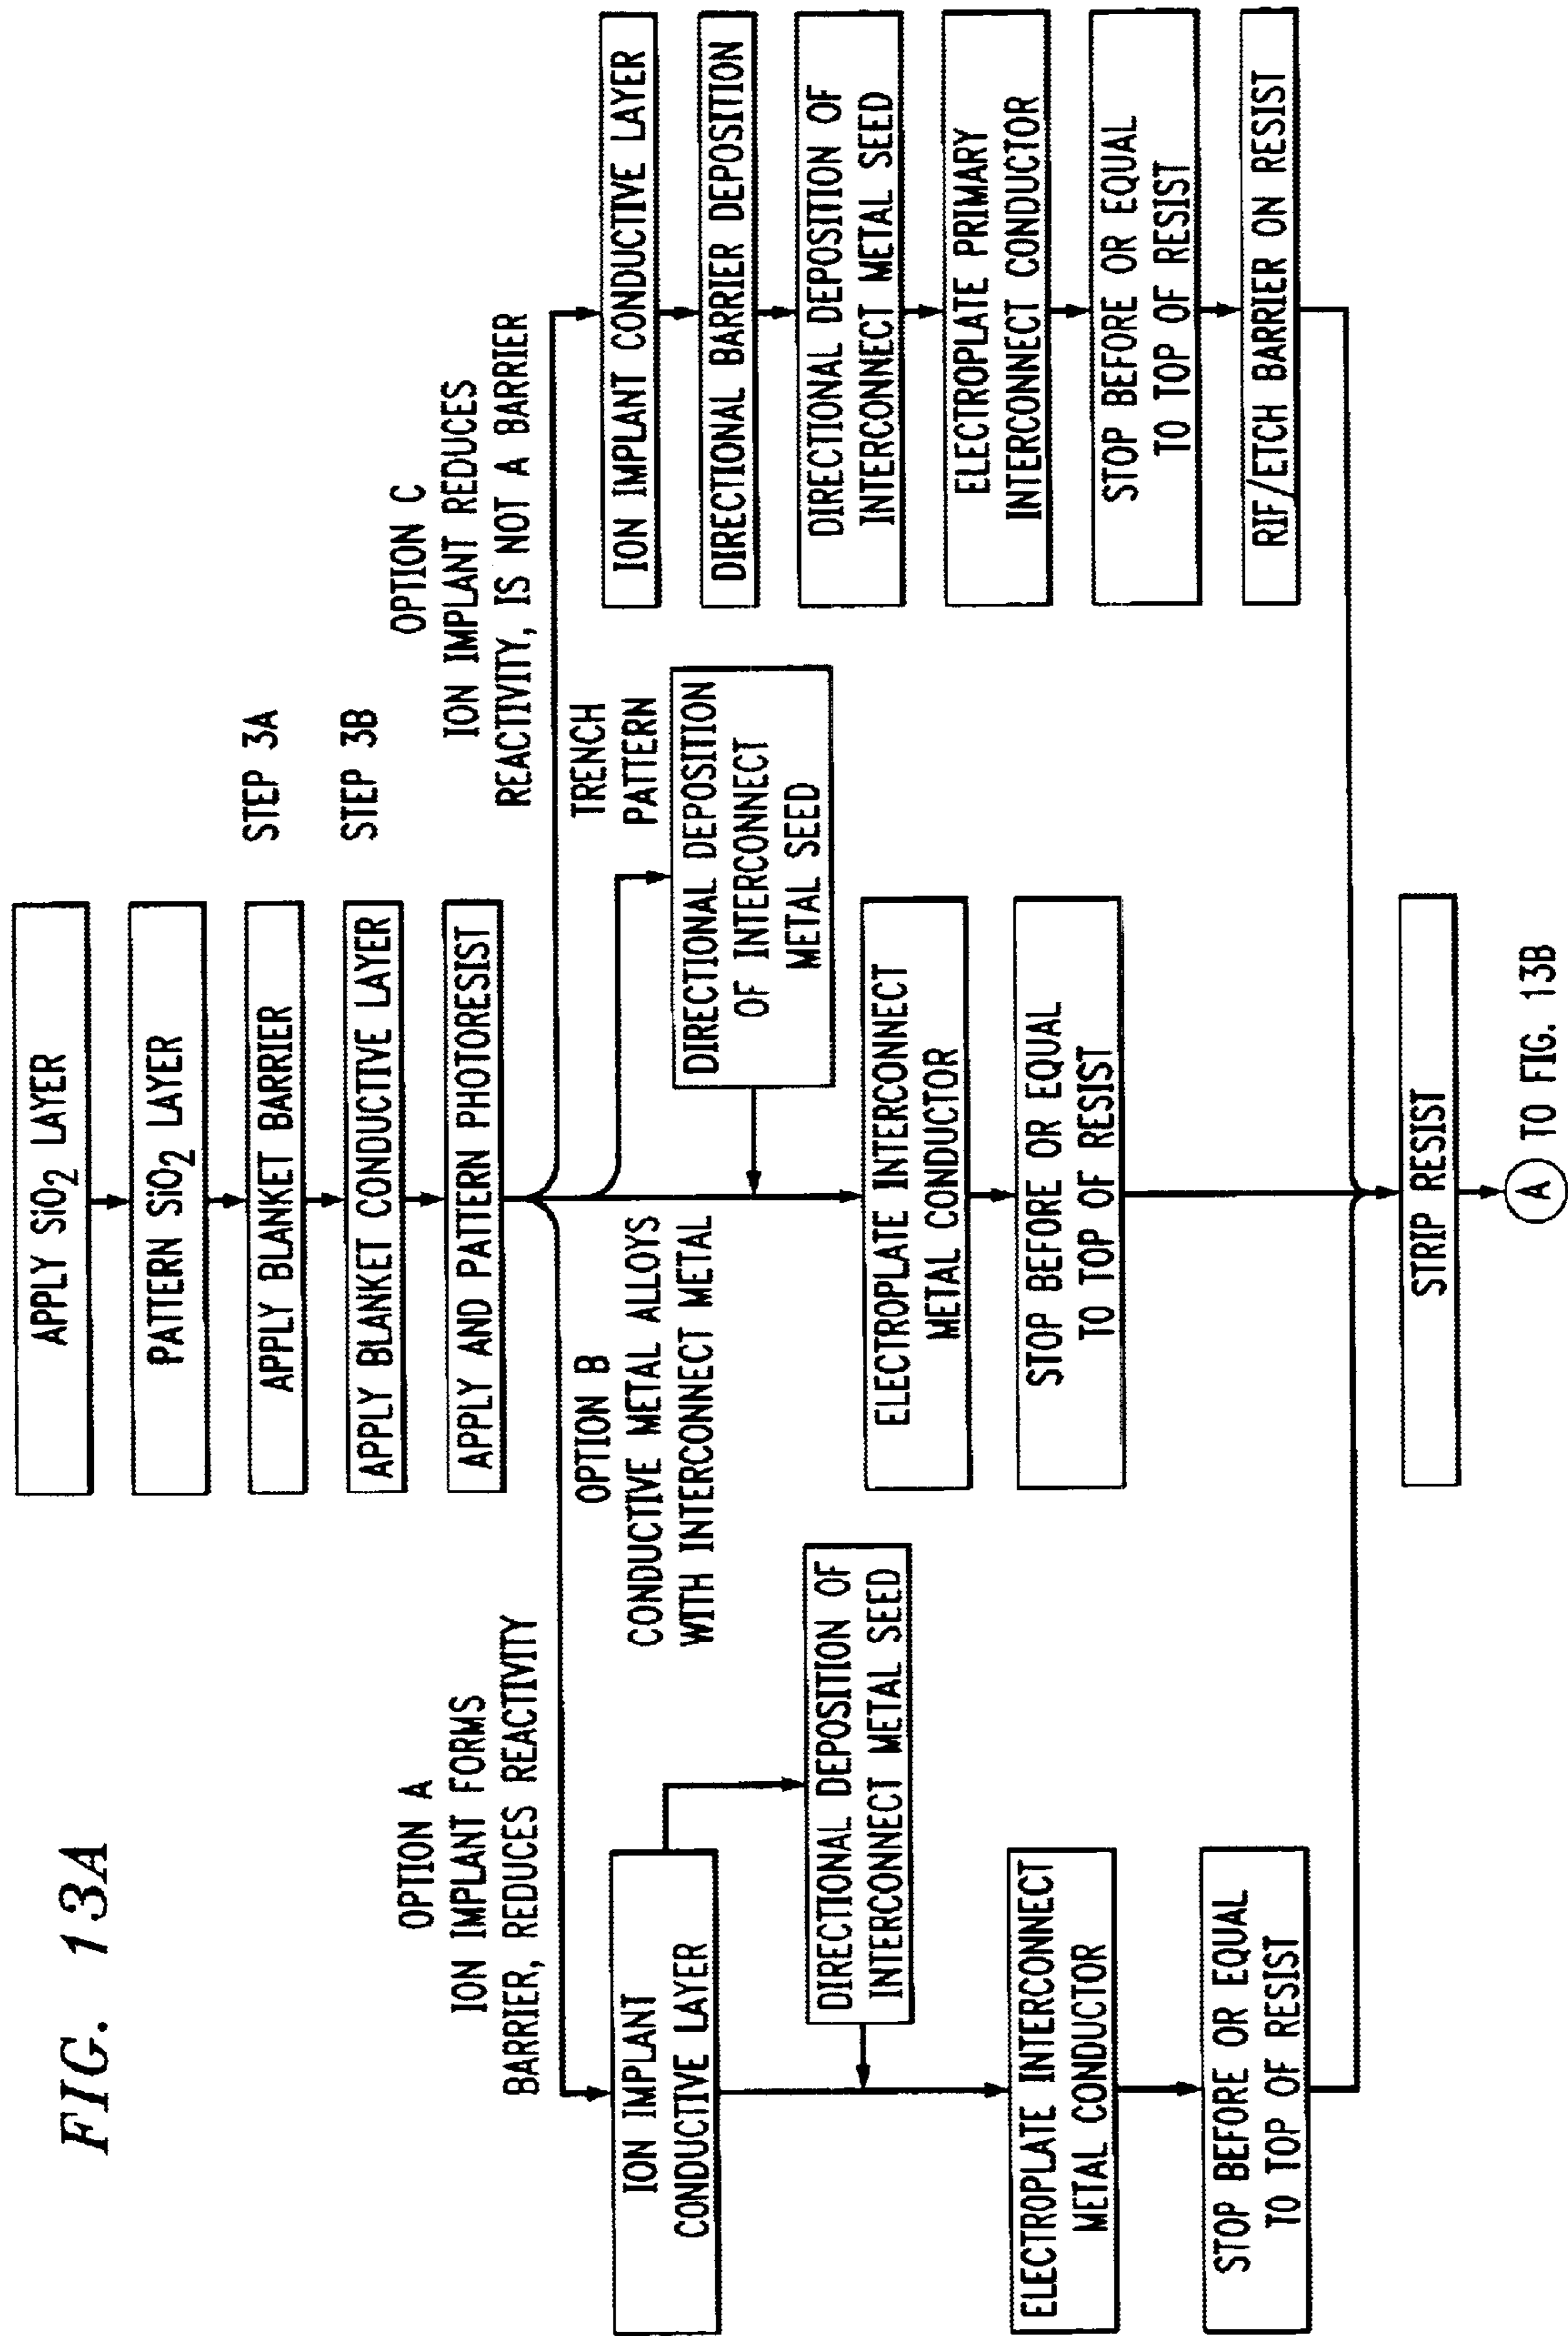 FIG. 13A
APPLY SiO2 LAYER
PATTERN SiO2 LAYER
APPLY BLANKET BARRIER
STEP 3A
APPLY BLANKET CONDUCTIVE LAYER
STEP 3B
APPLY AND PATTERN PHOTORESIST
OPTION A
ION IMPLANT FORMS
BARRIER, REDUCES REACTIVITY
ION IMPLANT
CONDUCTIVE LAYER
DIRECTIONAL DEPOSITION OF
INTERCONNECT METAL SEED
ELECTROPLATE INTERCONNECT
METAL CONDUCTOR
STOP BEFORE OR EQUAL
TO TOP OF RESIST
OPTION B
CONDUCTIVE METAL ALLOYS
WITH INTERCONNECT METAL
TRENCH
PATTERN
DIRECTIONAL DEPOSITION
OF INTERCONNECT
METAL SEED
ELECTROPLATE INTERCONNECT
METAL CONDUCTOR
STOP BEFORE OR EQUAL
TO TOP OF RESIST
OPTION C
ION IMPLANT REDUCES
REACTIVITY, IS NOT A BARRIER
ION IMPLANT CONDUCTIVE LAYER
DIRECTIONAL BARRIER DEPOSITION
DIRECTIONAL DEPOSITION OF
INTERCONNECT METAL SEED
ELECTROPLATE PRIMARY
INTERCONNECT CONDUCTOR
STOP BEFORE OR EQUAL
TO TOP OF RESIST
RIF/ETCH BARRIER ON RESIST
STRIP RESIST
A TO FIG. 13B